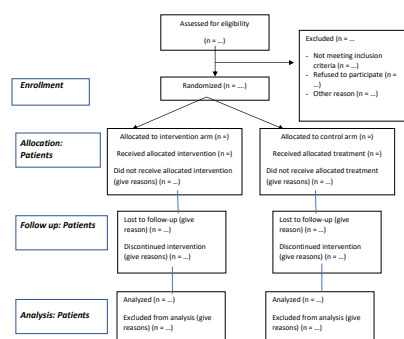 Assessed for eligibility
(n = ...)
Excluded (n = ...
- Not meeting inclusion
criteria (n = ...)
- Refused to participate (n =
...)
- Other reason (n = ...)
Enrollment
Randomized (n = ....)
Allocation:
Patients
Allocated to intervention arm (n =)
Received allocated intervention (n =)
Did not receive allocated intervention
(give reasons) (n = ...)
Allocated to control arm (n =)
Received allocated treatment (n =)
Did not receive allocated treatment
(give reasons) (n = ...)
Follow up: Patients
Lost to follow-up (give
reason) (n = ...)
Discontinued intervention
(give reasons) (n = ...)
Lost to follow-up (give
reason) (n = ...)
Discontinued intervention
(give reasons) (n = ...)
Analysis: Patients
Analyzed (n = ...)
Excluded from analysis (give
reasons) (n = ...)
Analyzed (n = ...)
Excluded from analysis (give
reasons) (n = ...)